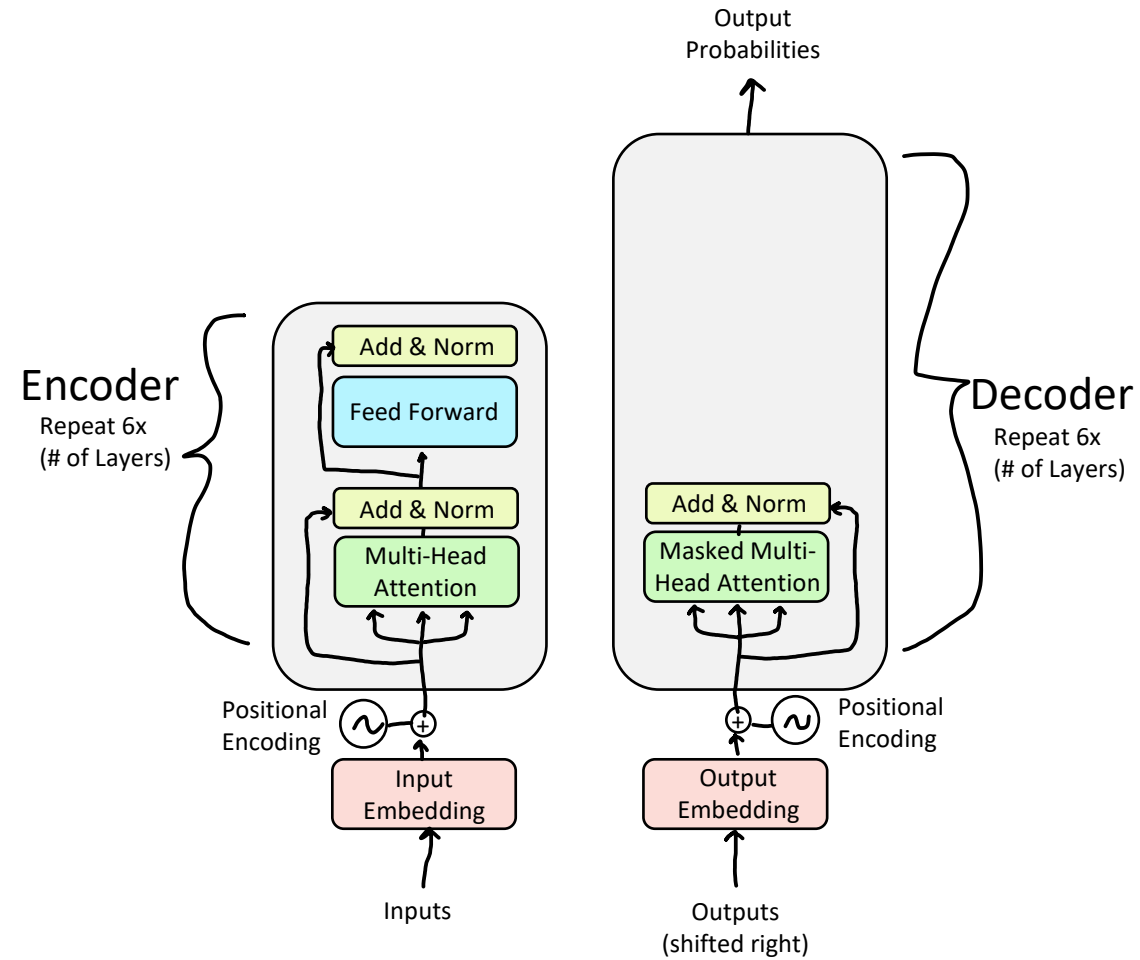 Output
Probabilities
Add & Norm
Feed Forward
Encoder
Repeat 6x
(# of Layers)
Add & Norm
Multi-Head
Attention
Decoder
Repeat 6x
(# of Layers)
Add & Norm
Masked Multi-
Head Attention
Positional
Encoding
+
Input
Embedding
Inputs
+
Positional
Encoding
Output
Embedding
Outputs
(shifted right)